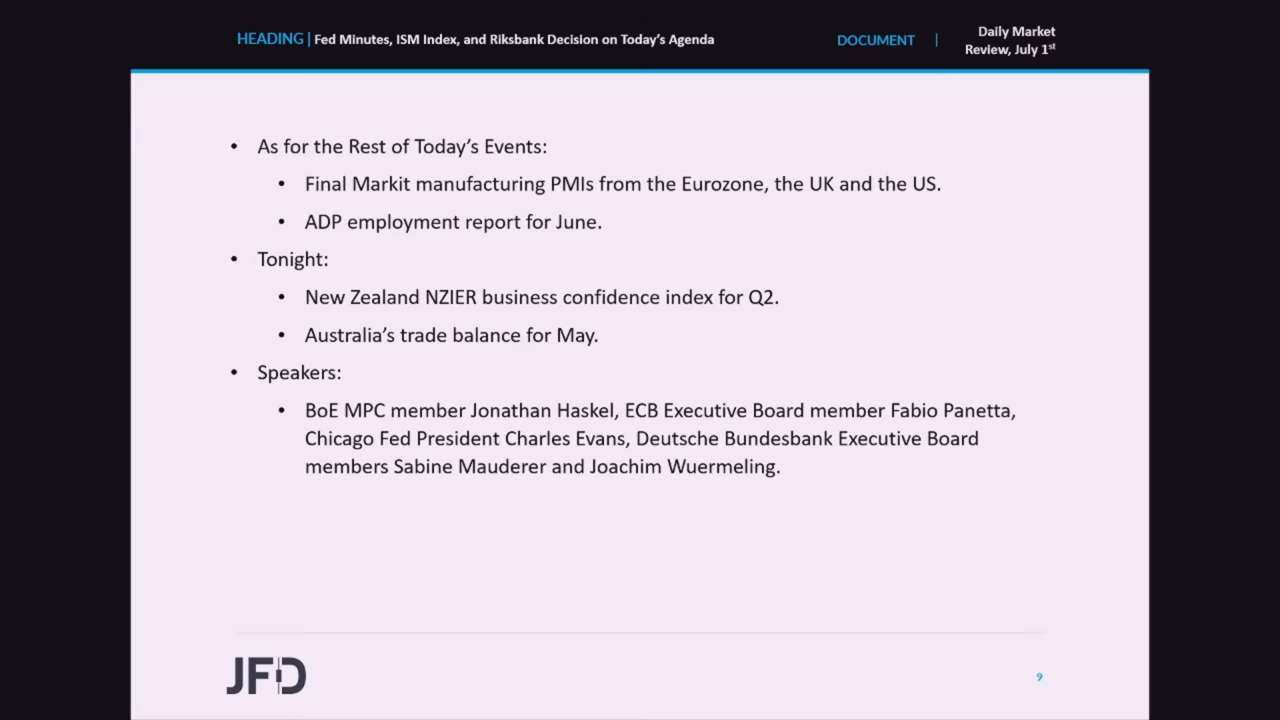 HEADING | Fed Minutes, ISM Index, and Riksbank Decision on Today's Agenda
DOCUMENT |
Daily Market
Review, July 1st
• As for the Rest of Today's Events:
• Final Markit manufacturing PMIs from the Eurozone, the UK and the US.
• ADP employment report for June.
• Tonight:
• New Zealand NZIER business confidence index for Q2.
• Australia's trade balance for May.
• Speakers:
• BoE MPC member Jonathan Haskel, ECB Executive Board member Fabio Panetta,
Chicago Fed President Charles Evans, Deutsche Bundesbank Executive Board
members Sabine Mauderer and Joachim Wuermeling.
JFD
9